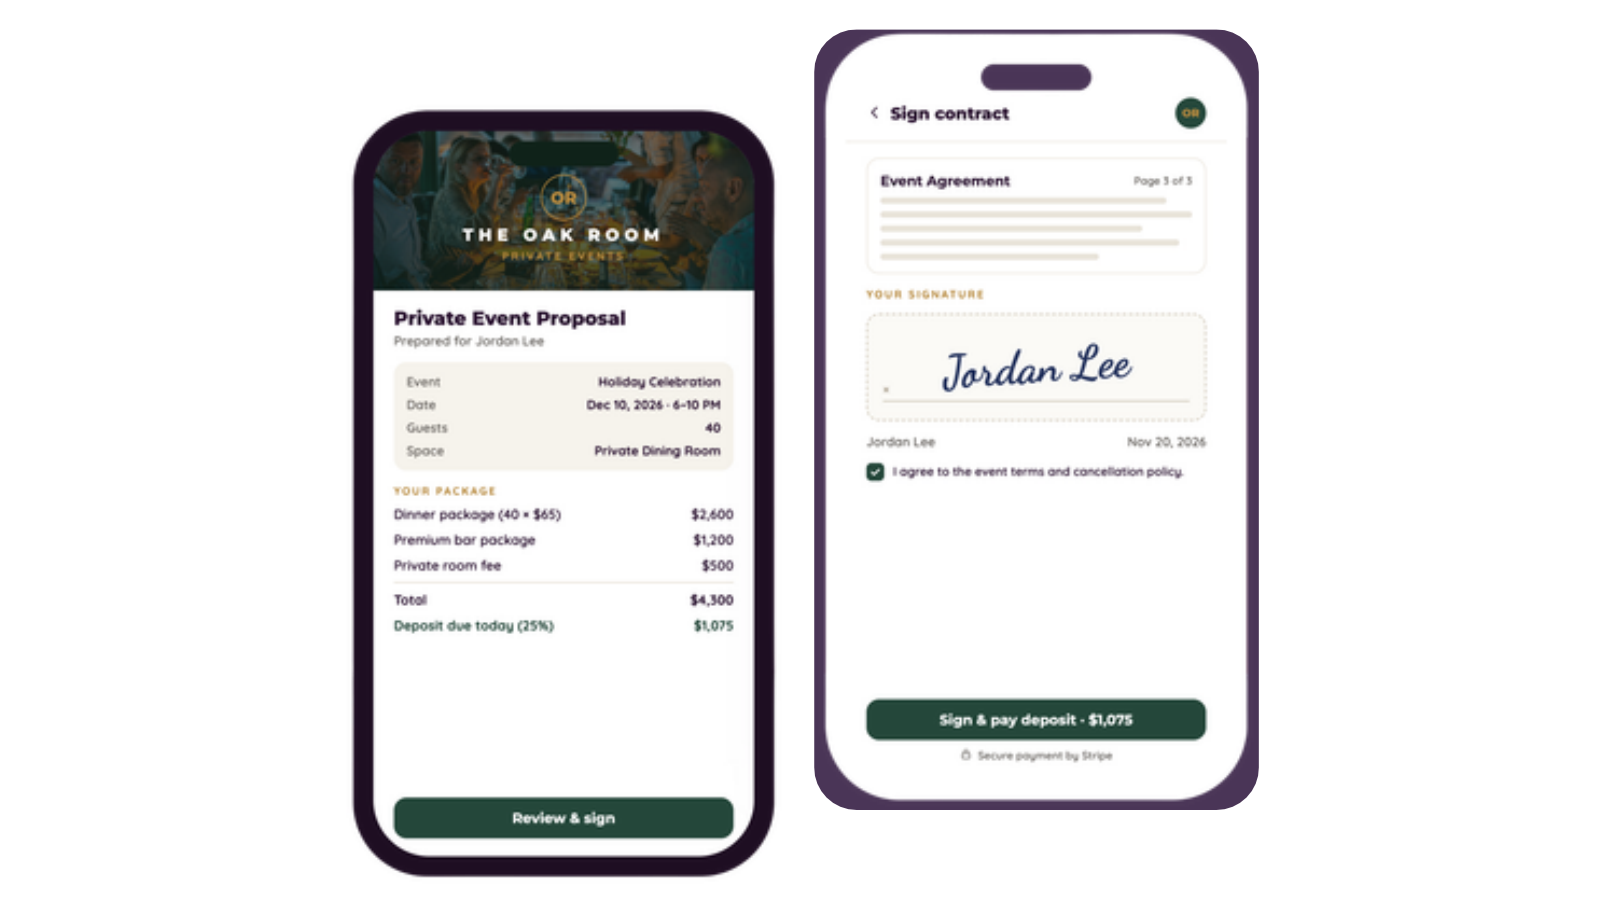 OR
THE OAK ROOM
PRIVATE EVENTS
Private Event Proposal
Prepared for Jordan Lee
Event Holiday Celebration
Date Dec 10, 2026 · 6–10 PM
Guests 40
Space Private Dining Room
YOUR PACKAGE
Dinner package (40 × $65) $2,600
Premium bar package $1,200
Private room fee $500
Total $4,300
Deposit due today (25%) $1,075
Review & sign
Sign contract
OR
Event Agreement Page 3 of 3
YOUR SIGNATURE
Jordan Lee
×
Jordan Lee Nov 20, 2026
I agree to the event terms and cancellation policy.
Sign & pay deposit · $1,075
Secure payment by Stripe